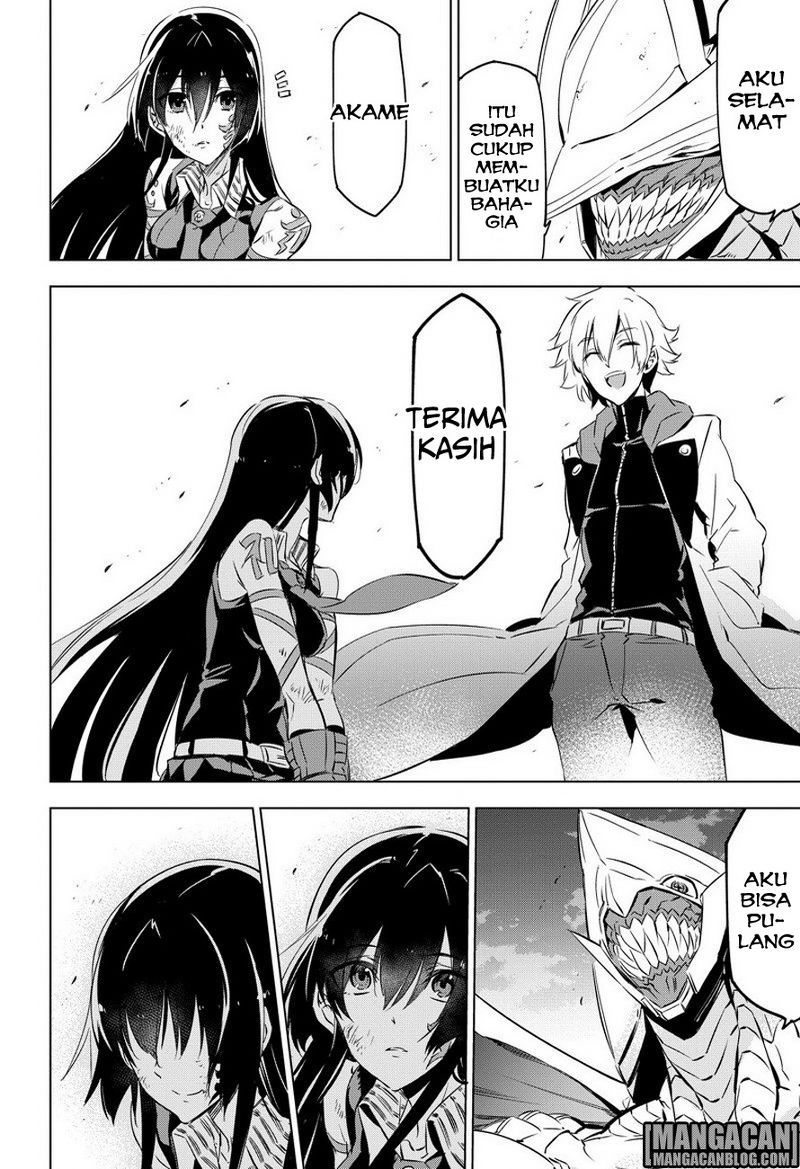 AKU
SELA-
MAT
ITU
SUDAH
CUKUP
MEM-
BUATKU
BAHA-
GIA
AKAME
TERIMA
KASIH
AKU
BISA
PU-
LANG
[MANGACAN]
MANGACANBLOG.COM